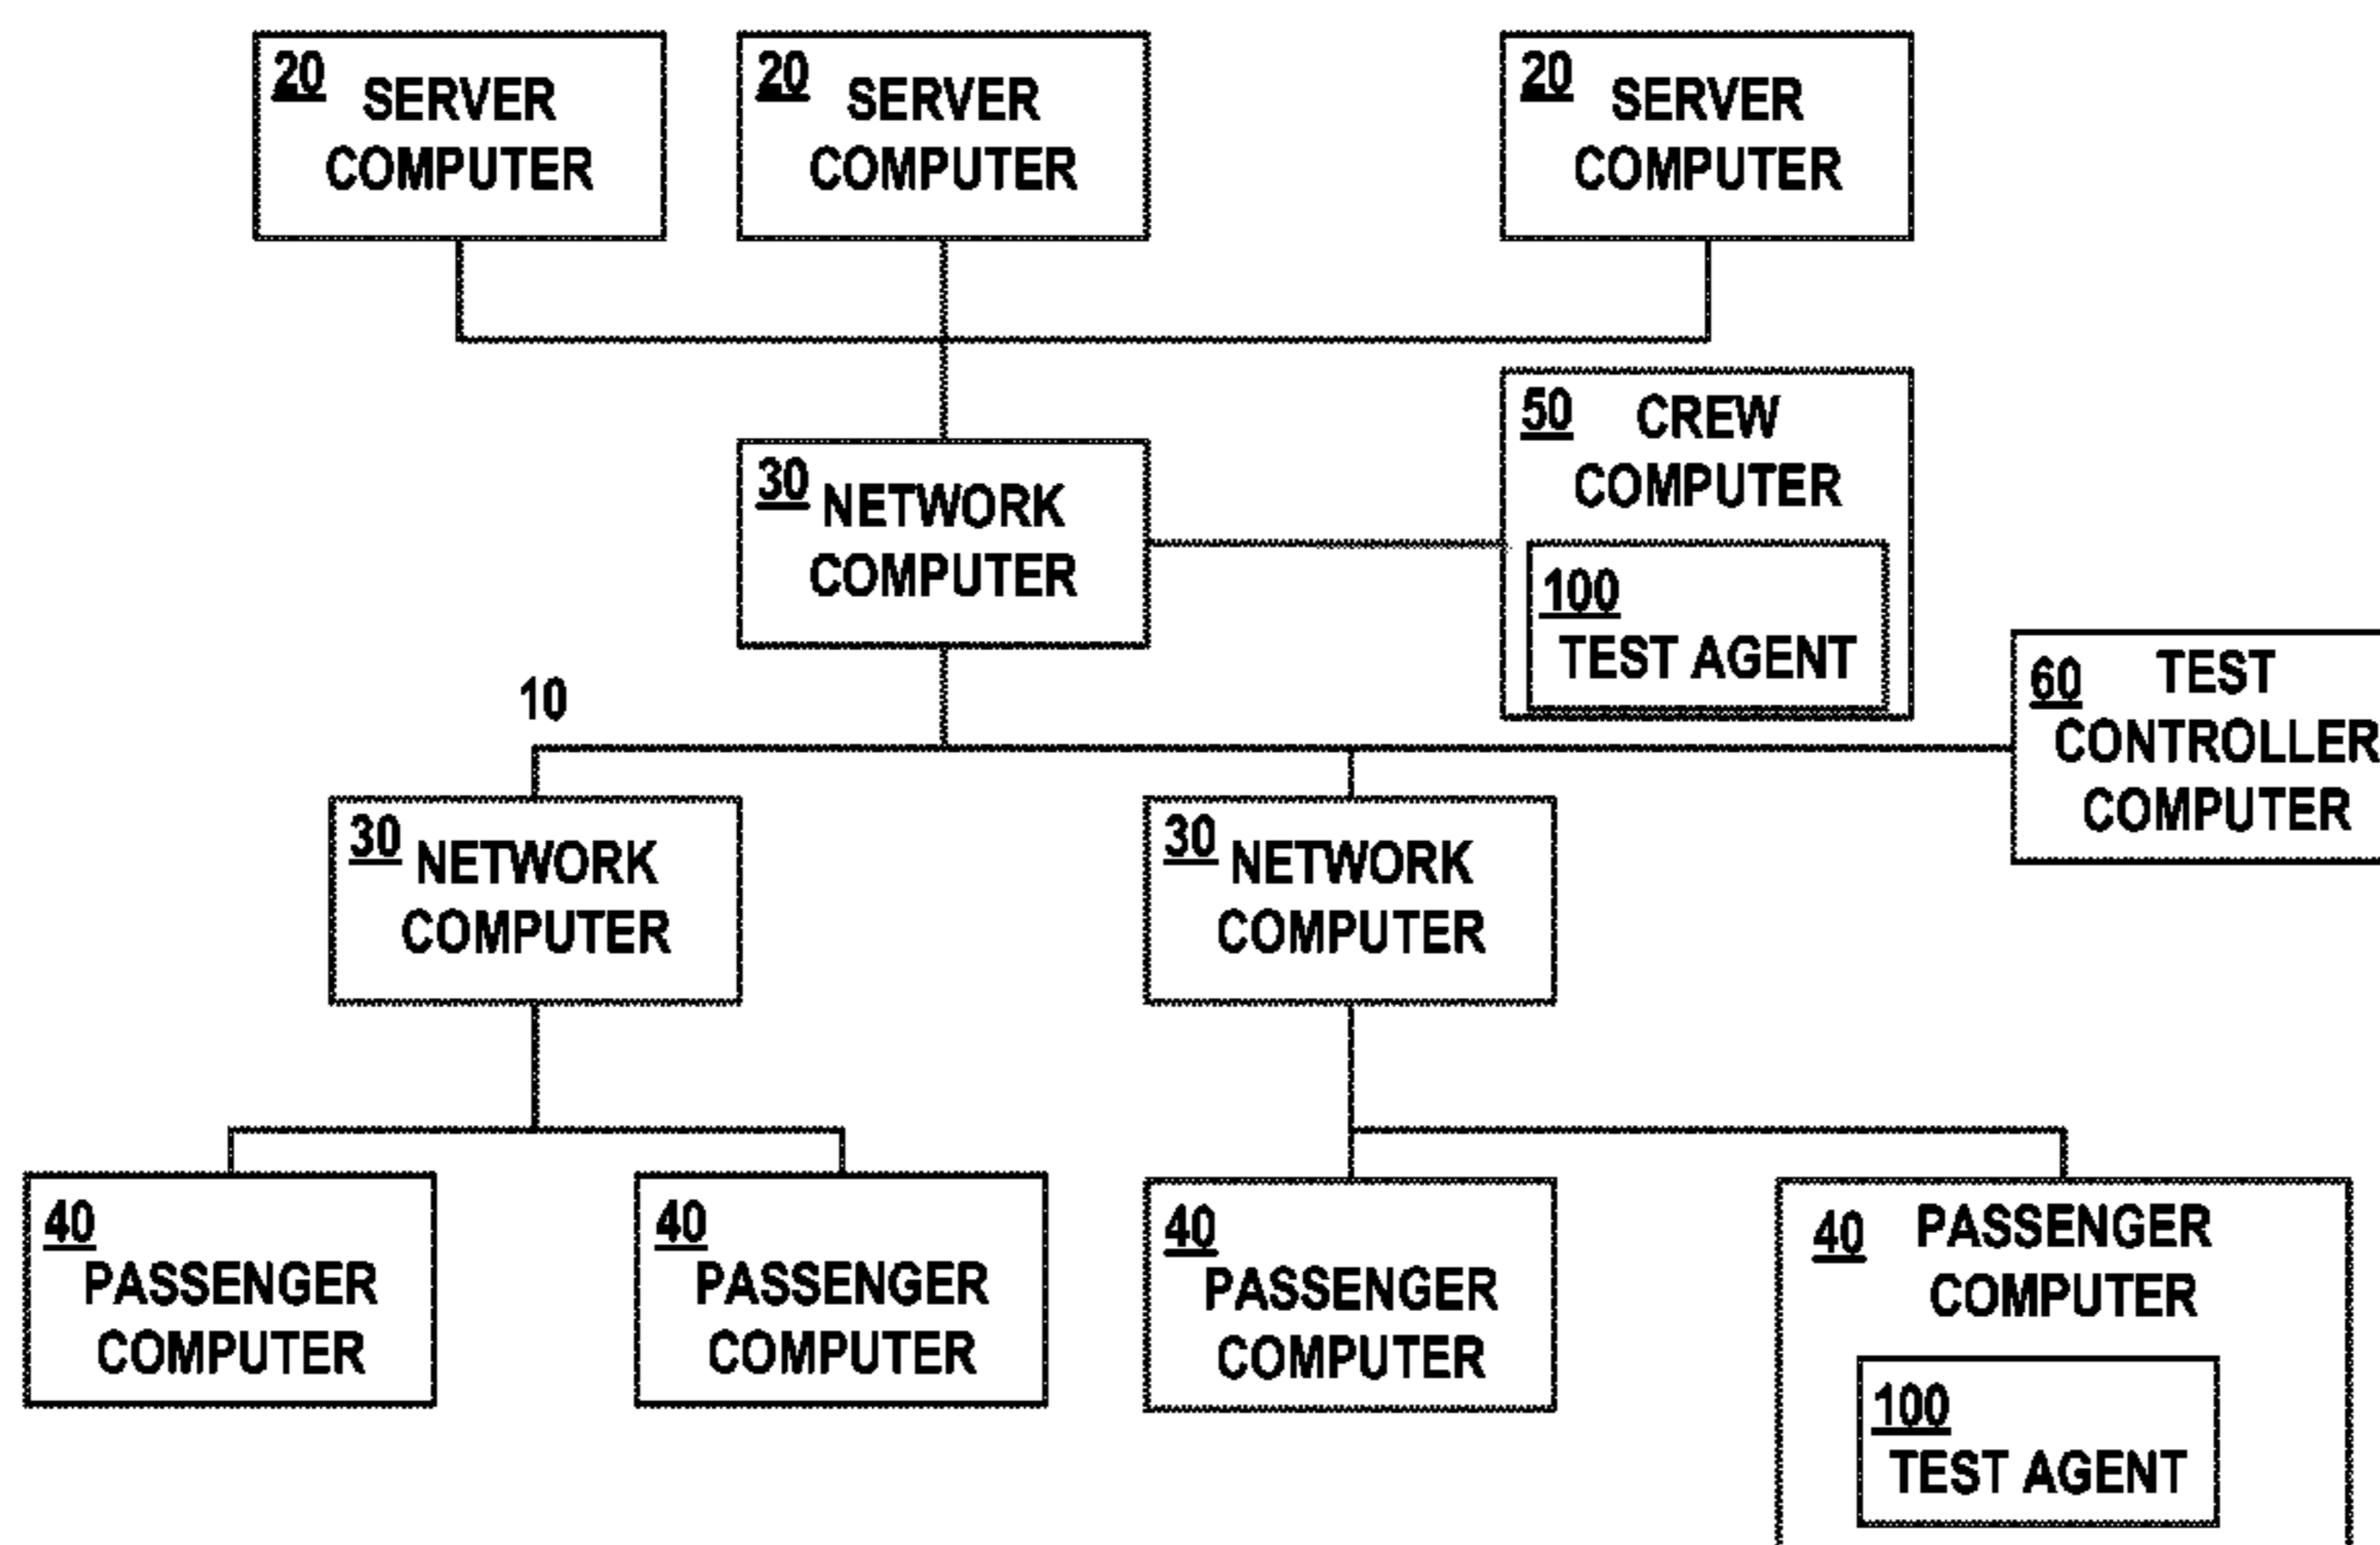 20 SERVER
COMPUTER
20 SERVER
COMPUTER
20 SERVER
COMPUTER
30 NETWORK
COMPUTER
50 CREW
COMPUTER
100
TEST AGENT
10
60 TEST
CONTROLLER
COMPUTER
30 NETWORK
COMPUTER
30 NETWORK
COMPUTER
40
PASSENGER
COMPUTER
40
PASSENGER
COMPUTER
40
PASSENGER
COMPUTER
40 PASSENGER
COMPUTER
100
TEST AGENT